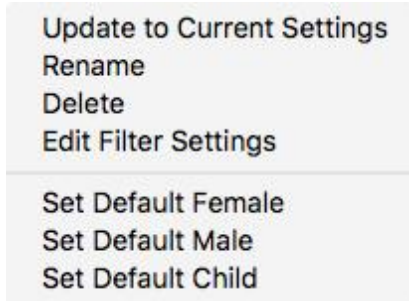 Update to Current Settings
Rename
Delete
Edit Filter Settings
Set Default Female
Set Default Male
Set Default Child